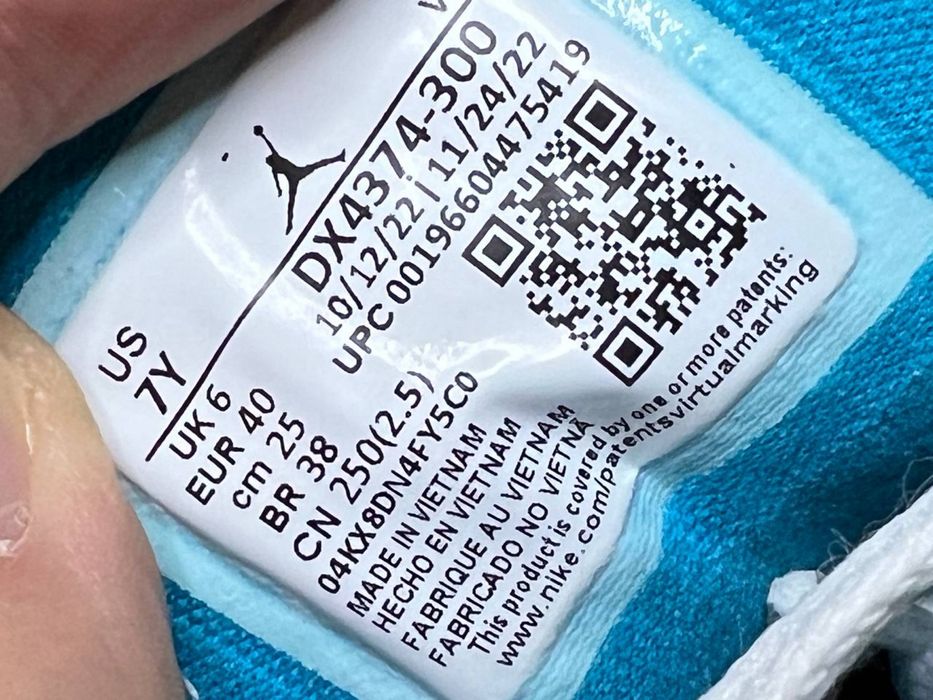 US
7Y
DX4374-300
10/12/22 | 11/24/22
UPC 00196604475419
UK 6
EUR 40
cm 25
BR 38
CN 250(2.5)
04KX8DN4FY5C0
MADE IN VIETNAM
HECHO EN VIETNAM
FABRIQUE AU VIETNAM
FABRICADO NO VIETNÃ
This product is covered by one or more patents:
www.nike.com/patentsvirtualmarking